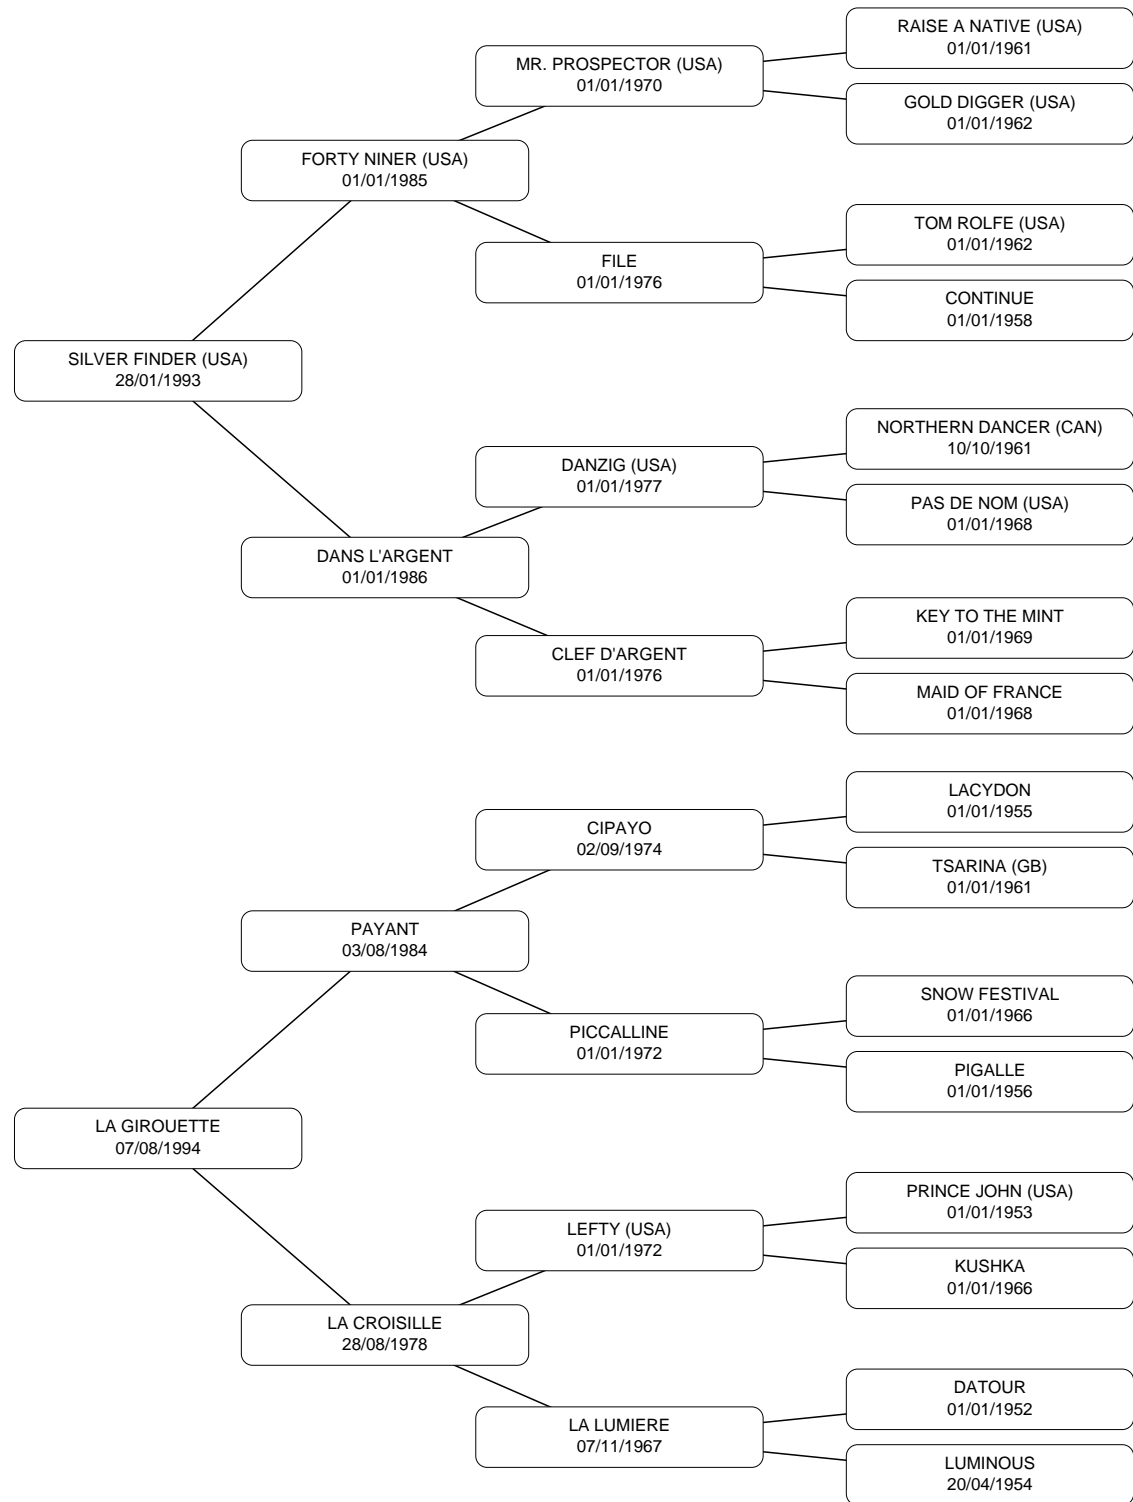 RAISE A NATIVE (USA)
01/01/1961
MR. PROSPECTOR (USA)
01/01/1970
GOLD DIGGER (USA)
01/01/1962
FORTY NINER (USA)
01/01/1985
TOM ROLFE (USA)
01/01/1962
FILE
01/01/1976
CONTINUE
01/01/1958
SILVER FINDER (USA)
28/01/1993
NORTHERN DANCER (CAN)
10/10/1961
DANZIG (USA)
01/01/1977
PAS DE NOM (USA)
01/01/1968
DANS L'ARGENT
01/01/1986
KEY TO THE MINT
01/01/1969
CLEF D'ARGENT
01/01/1976
MAID OF FRANCE
01/01/1968
LACYDON
01/01/1955
CIPAYO
02/09/1974
TSARINA (GB)
01/01/1961
PAYANT
03/08/1984
SNOW FESTIVAL
01/01/1966
PICCALLINE
01/01/1972
PIGALLE
01/01/1956
LA GIROUETTE
07/08/1994
PRINCE JOHN (USA)
01/01/1953
LEFTY (USA)
01/01/1972
KUSHKA
01/01/1966
LA CROISILLE
28/08/1978
DATOUR
01/01/1952
LA LUMIERE
07/11/1967
LUMINOUS
20/04/1954